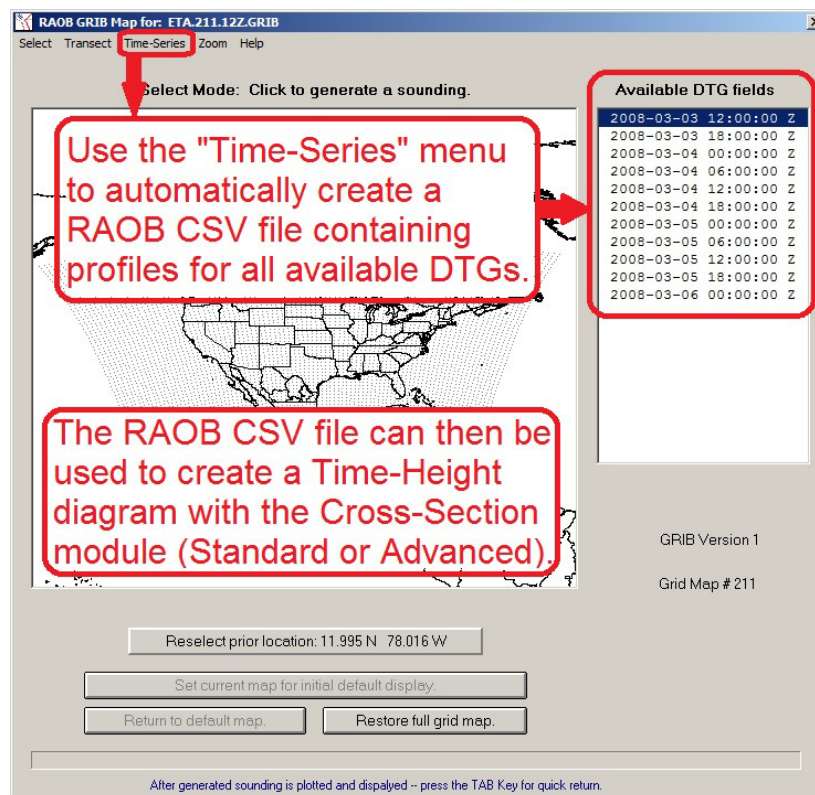 RAOB GRIB Map for: ETA.211.12Z.GRIB
Select Transect Time-Series Zoom Help
Select Mode: Click to generate a sounding.
Available DTG fields
2008-03-03 12:00:00 Z
2008-03-03 18:00:00 Z
2008-03-04 00:00:00 Z
2008-03-04 06:00:00 Z
2008-03-04 12:00:00 Z
2008-03-04 18:00:00 Z
2008-03-05 00:00:00 Z
2008-03-05 06:00:00 Z
2008-03-05 12:00:00 Z
2008-03-05 18:00:00 Z
2008-03-06 00:00:00 Z
Use the "Time-Series" menu
to automatically create a
RAOB CSV file containing
profiles for all available DTGs.
The RAOB CSV file can then be
used to create a Time-Height
diagram with the Cross-Section
module (Standard or Advanced).
GRIB Version 1
Grid Map # 211
Reselect prior location: 11.995 N 78.016 W
Set current map for initial default display.
Return to default map.
Restore full grid map.
After generated sounding is plotted and dispalyed -- press the TAB Key for quick return.